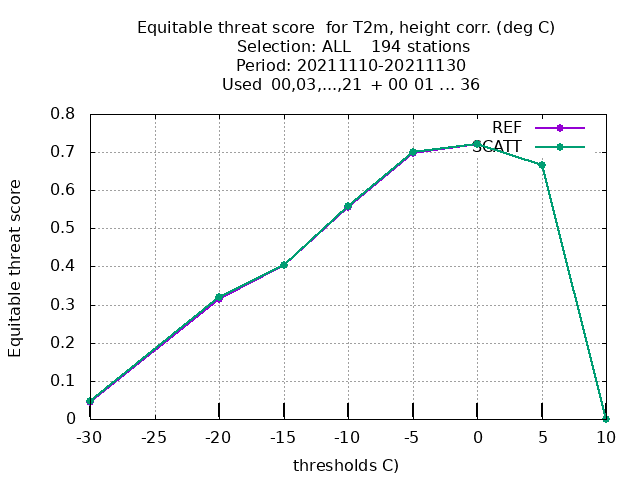 Equitable threat score  for T2m, height corr. (deg C)
Selection: ALL    194 stations
Period: 20211110-20211130
Used  00,03,...,21  + 00 01 ... 36
REF
SCATT
Equitable threat score
0.8
0.7
0.6
0.5
0.4
0.3
0.2
0.1
0
-30 -25 -20 -15 -10 -5 0 5 10
thresholds C)